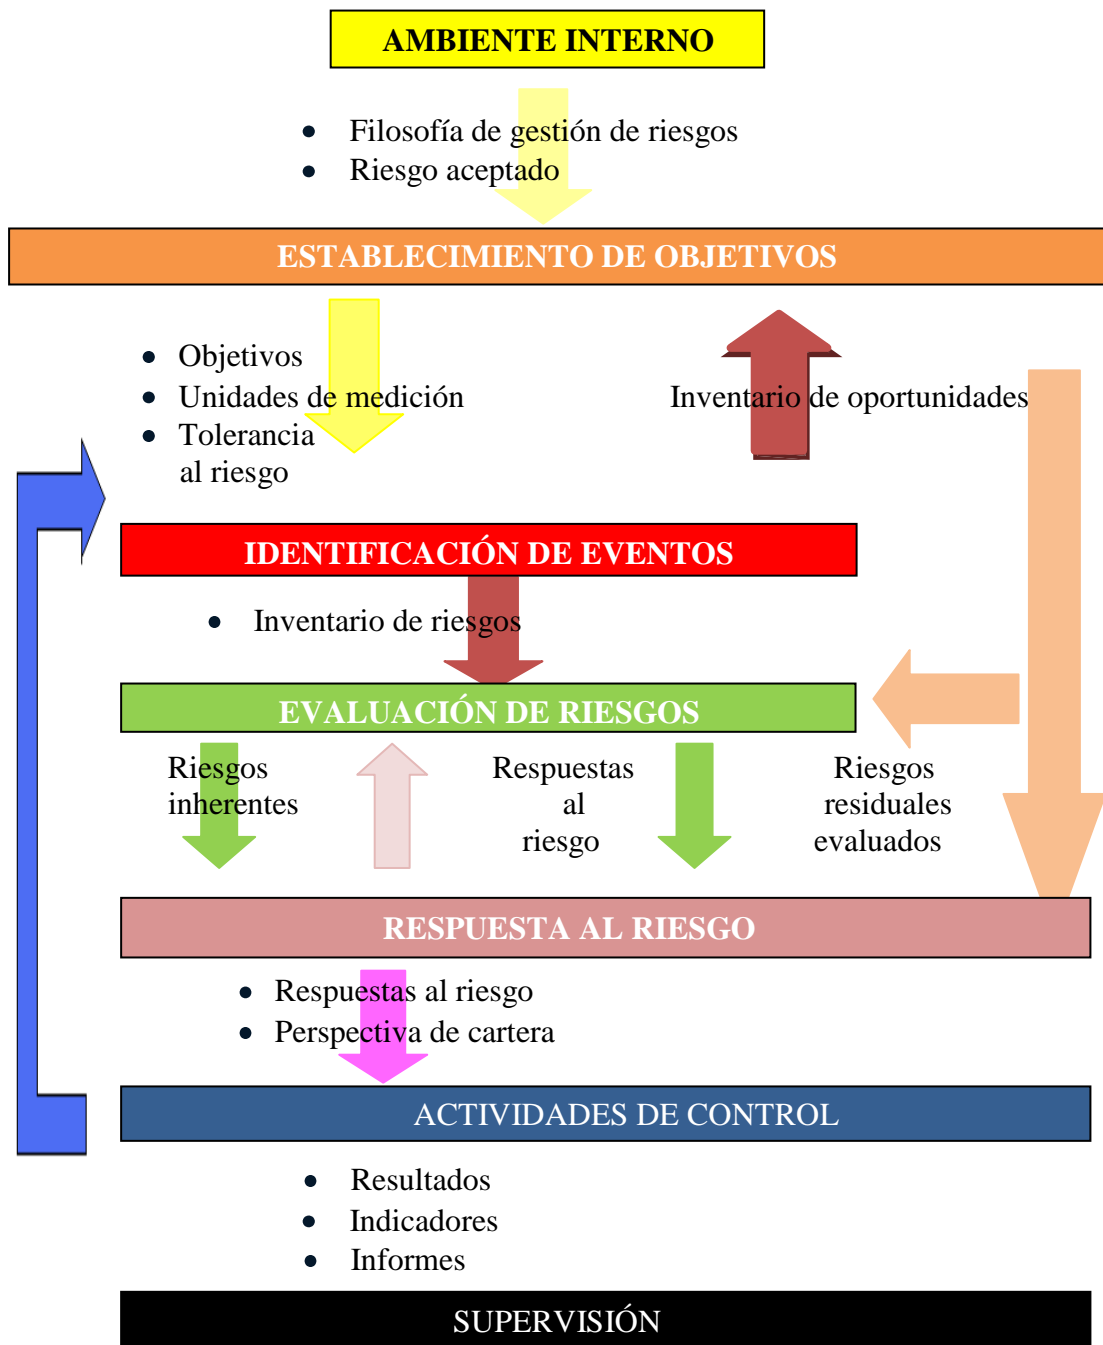 AMBIENTE INTERNO
• Filosofía de gestión de riesgos
• Riesgo aceptado
ESTABLECIMIENTO DE OBJETIVOS
• Objetivos
• Unidades de medición
• Tolerancia
al riesgo
Inventario de oportunidades
IDENTIFICACIÓN DE EVENTOS
• Inventario de riesgos
EVALUACIÓN DE RIESGOS
Riesgos
inherentes
Respuestas
al
riesgo
Riesgos
residuales
evaluados
RESPUESTA AL RIESGO
• Respuestas al riesgo
• Perspectiva de cartera
ACTIVIDADES DE CONTROL
• Resultados
• Indicadores
• Informes
SUPERVISIÓN